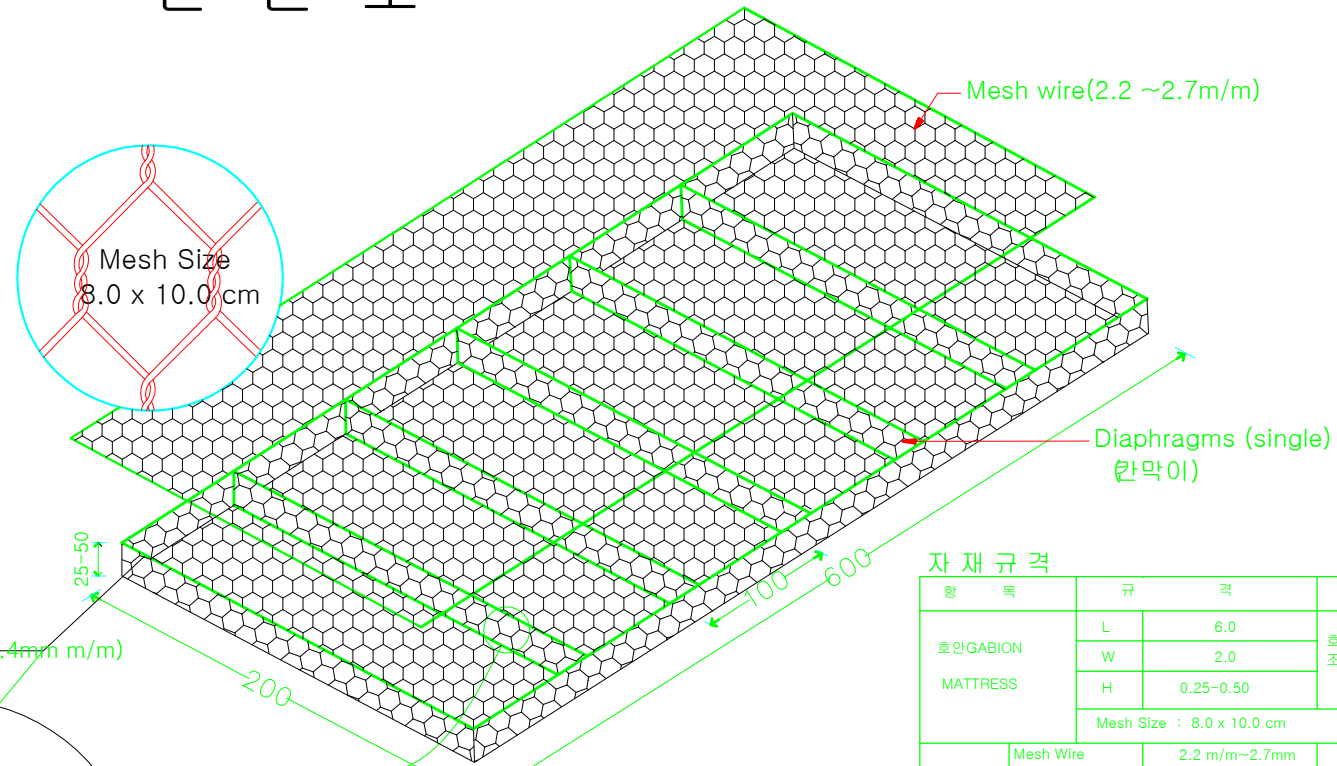 Mesh wire(2.2 ~2.7m/m)
Mesh Size
8.0 x 10.0 cm
Diaphragms (single)
(칸막이)
25-50
100
600
200
.4mm m/m)
자 재 규 격
항 목
규 격
호안GABION
MATTRESS
L
6.0
W
2.0
H
0.25-0.50
Mesh Size : 8.0 x 10.0 cm
Mesh Wire
2.2 m/m~2.7mm